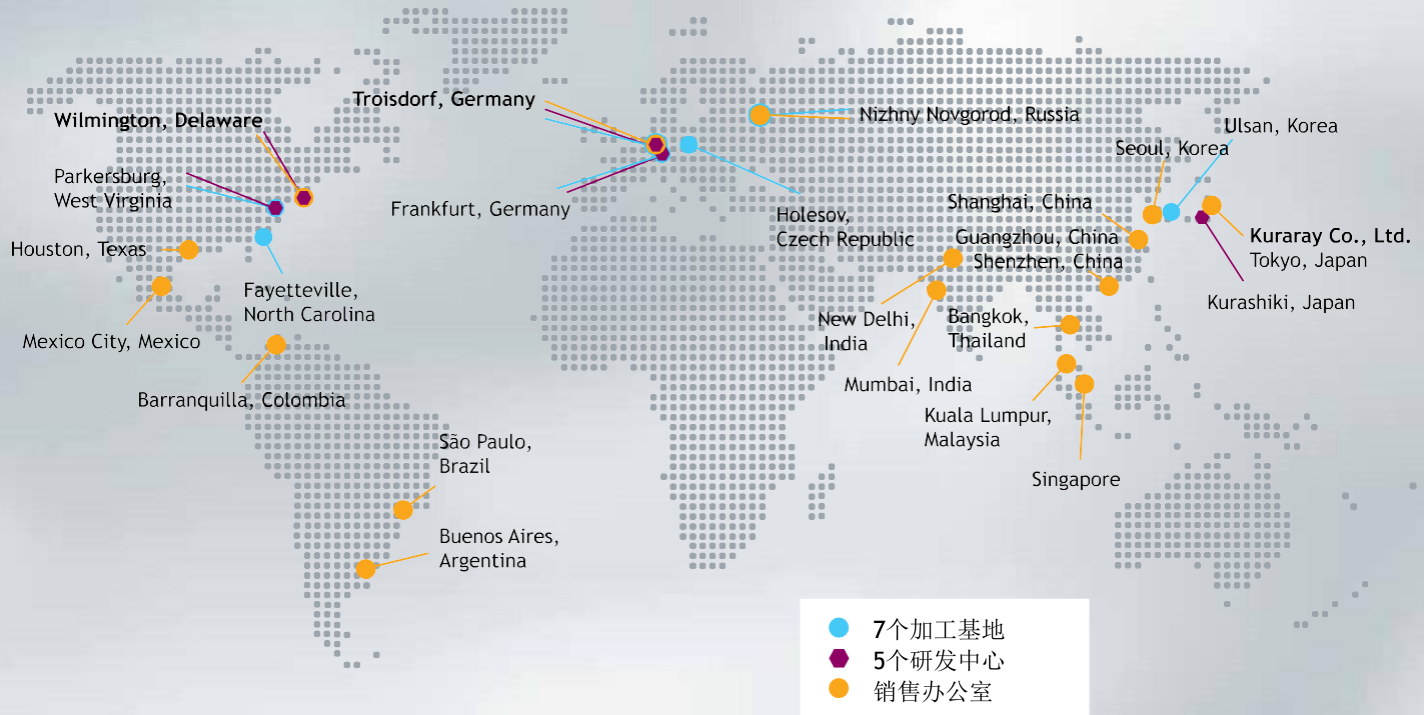 Troisdorf, Germany
Wilmington, Delaware
Nizhny Novgorod, Russia
Ulsan, Korea
Seoul, Korea
Parkersburg,
West Virginia
Frankfurt, Germany
Holesov,
Czech Republic
Shanghai, China
Guangzhou, China
Shenzhen, China
Kuraray Co., Ltd.
Tokyo, Japan
Houston, Texas
Fayetteville,
North Carolina
Kurashiki, Japan
New Delhi,
India
Bangkok,
Thailand
Mexico City, Mexico
Mumbai, India
Barranquilla, Colombia
Kuala Lumpur,
Malaysia
São Paulo,
Brazil
Singapore
Buenos Aires,
Argentina
7个加工基地
5个研发中心
销售办公室